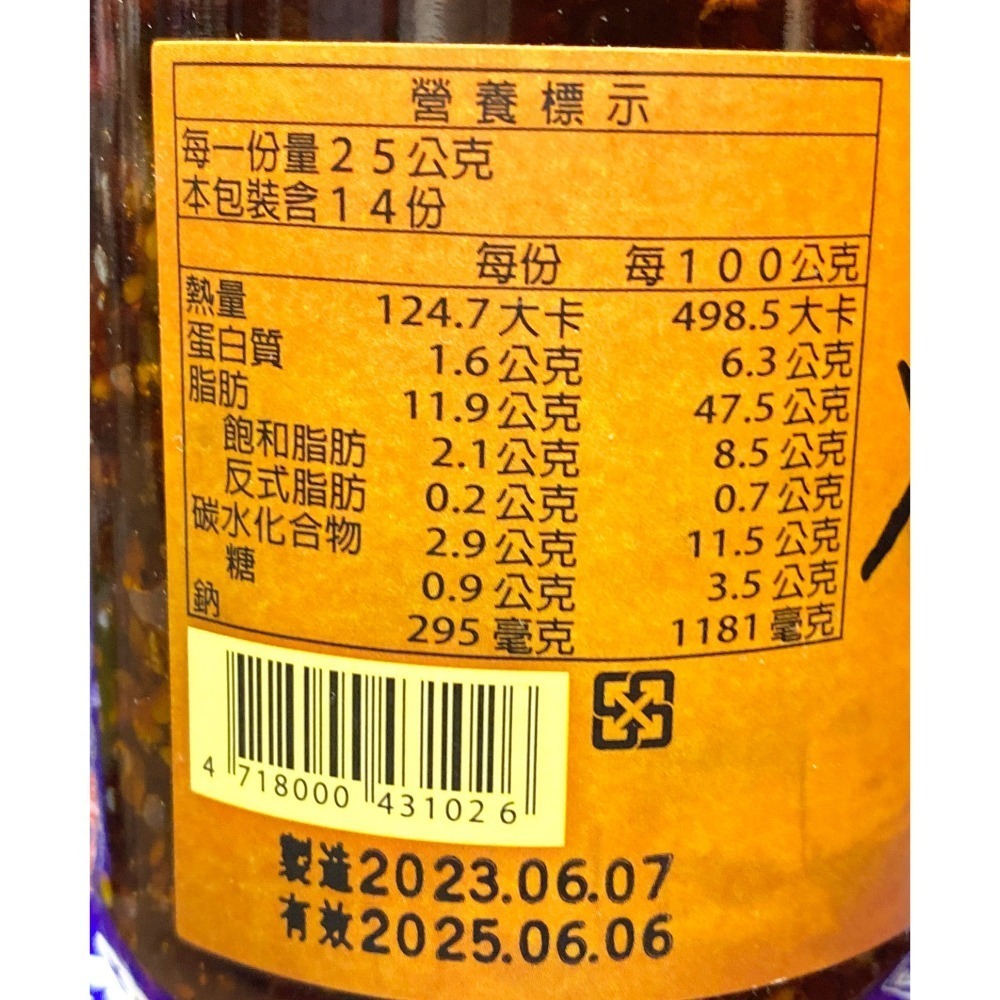 營養標示
每一份量25公克
本包裝含14份
每份 每100公克
熱量 124.7大卡 498.5大卡
蛋白質 1.6公克 6.3公克
脂肪 11.9公克 47.5公克
飽和脂肪 2.1公克 8.5公克
反式脂肪 0.2公克 0.7公克
碳水化合物 2.9公克 11.5公克
糖 0.9公克 3.5公克
鈉 295毫克 1181毫克
4 718000 431026
製造2023.06.07
有效2025.06.06